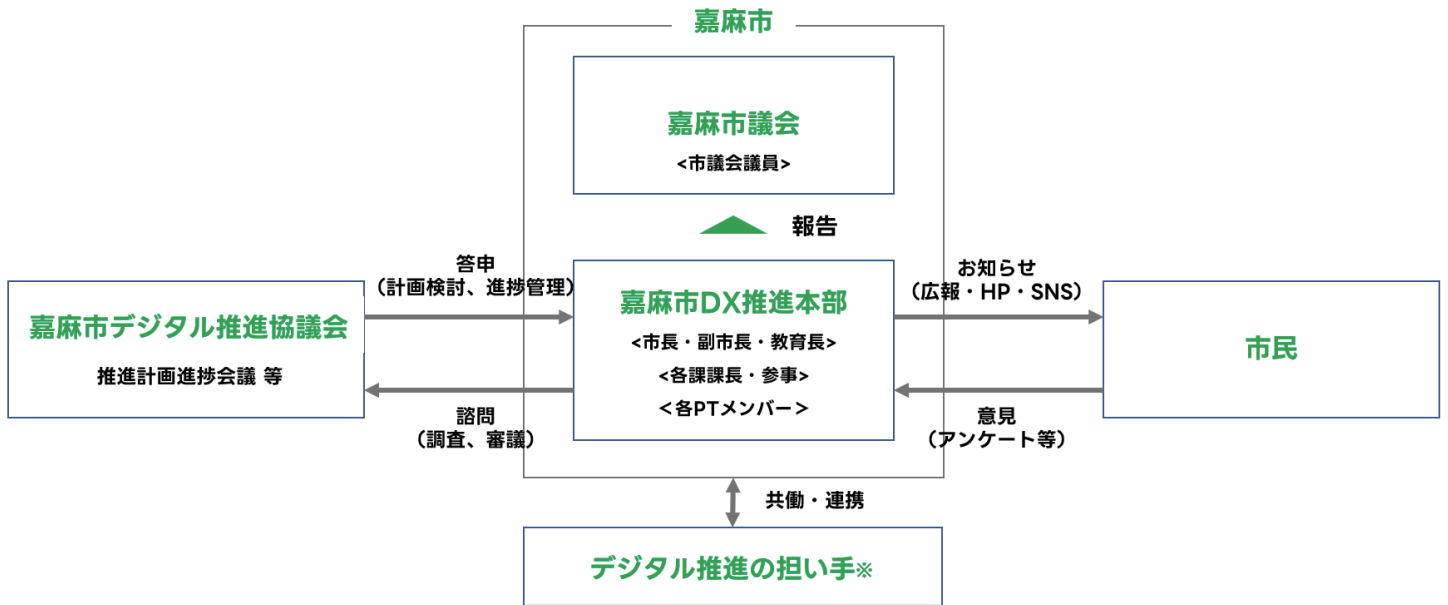 嘉麻市
嘉麻市議会
<市議会議員>
報告
答申
（計画検討、進捗管理）
お知らせ
（広報・HP・SNS）
嘉麻市デジタル推進協議会
推進計画進捗会議 等
嘉麻市DX推進本部
<市長・副市長・教育長>
<各課課長・参事>
＜各PTメンバー＞
市民
諮問
（調査、審議）
意見
（アンケート等）
共働・連携
デジタル推進の担い手※